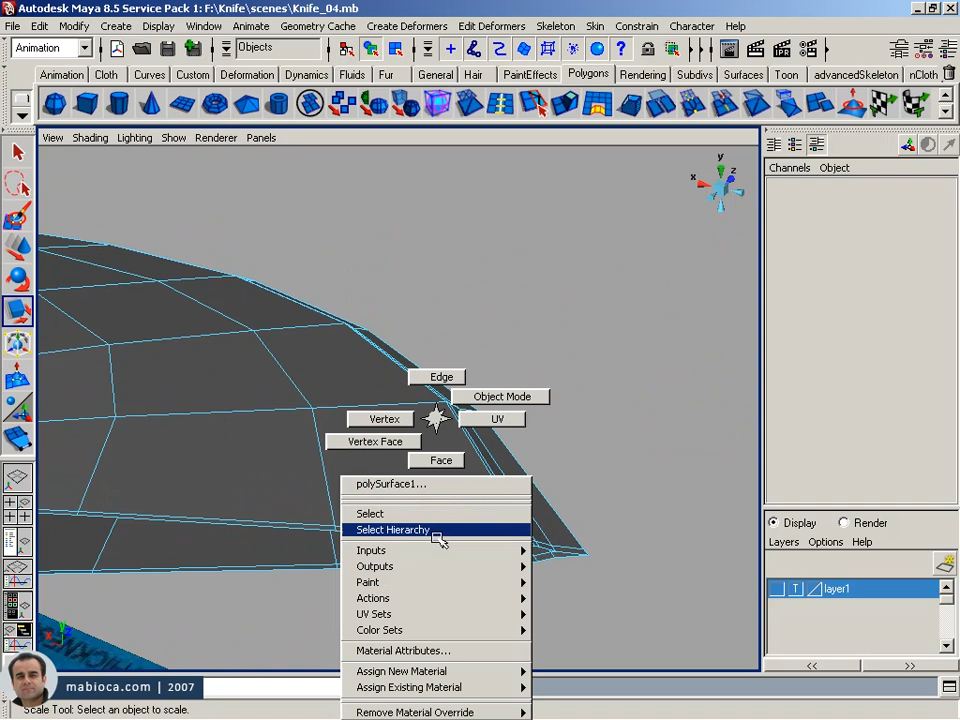 Autodesk Maya 8.5 Service Pack 1: F:\Knife\scenes\Knife_04.mb
File Edit Modify Create Display Window Animate Geometry Cache Create Deformers Edit Deformers Skeleton Skin Constrain Character Help
Animation Objects
Animation Cloth Curves Custom Deformation Dynamics Fluids Fur General Hair PaintEffects Polygons Rendering Subdivs Surfaces Toon advancedSkeleton nCloth
View Shading Lighting Show Renderer Panels
Channels Object
y
x z
Edge
Object Mode
Vertex UV
Vertex Face
Face
polySurface1...
Select
Select Hierarchy
Inputs
Outputs
Paint
Actions
UV Sets
Color Sets
Material Attributes...
Assign New Material
Assign Existing Material
Remove Material Override
Display Render
Layers Options Help
T layer1
<< >>
mabioca.com | 2007
Scale Tool: Select an object to scale.